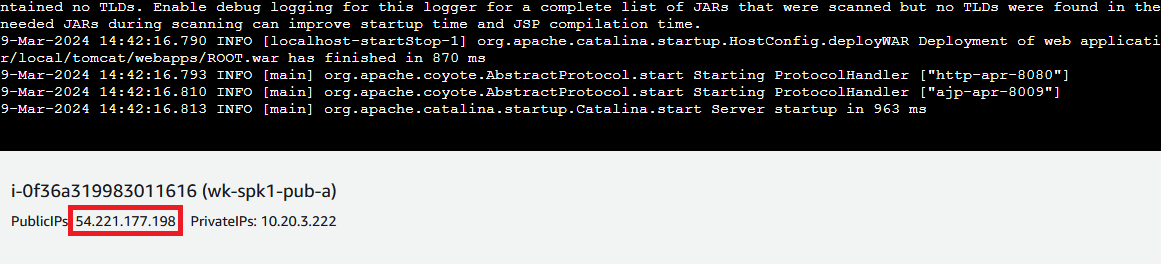 ntained no TLDs. Enable debug logging for this logger for a complete list of JARs that were scanned but no TLDs were found in the
needed JARs during scanning can improve startup time and JSP compilation time.
9-Mar-2024 14:42:16.790 INFO [localhost-startStop-1] org.apache.catalina.startup.HostConfig.deployWAR Deployment of web applicati
r/local/tomcat/webapps/ROOT.war has finished in 870 ms
9-Mar-2024 14:42:16.793 INFO [main] org.apache.coyote.AbstractProtocol.start Starting ProtocolHandler ["http-apr-8080"]
9-Mar-2024 14:42:16.810 INFO [main] org.apache.coyote.AbstractProtocol.start Starting ProtocolHandler ["ajp-apr-8009"]
9-Mar-2024 14:42:16.813 INFO [main] org.apache.catalina.startup.Catalina.start Server startup in 963 ms
i-0f36a319983011616 (wk-spk1-pub-a)
PublicIPs 54.221.177.198 PrivateIPs: 10.20.3.222